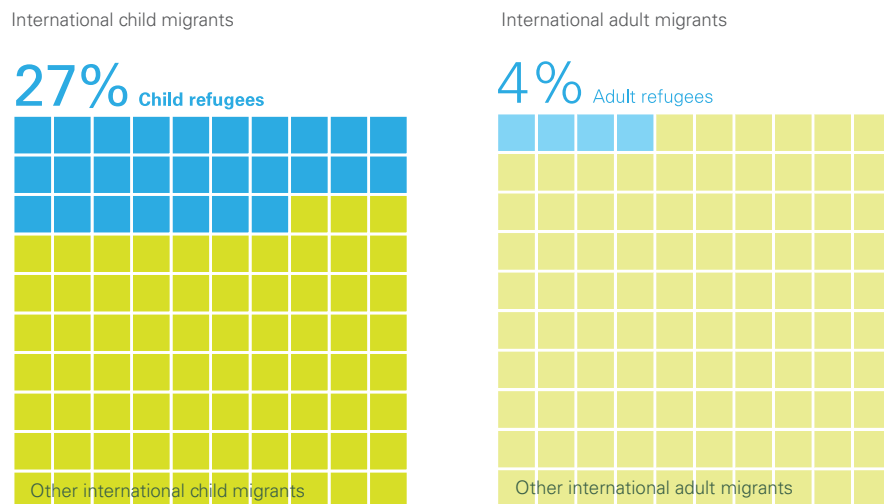 International child migrants
27% Child refugees
Other international child migrants
International adult migrants
4% Adult refugees
Other international adult migrants